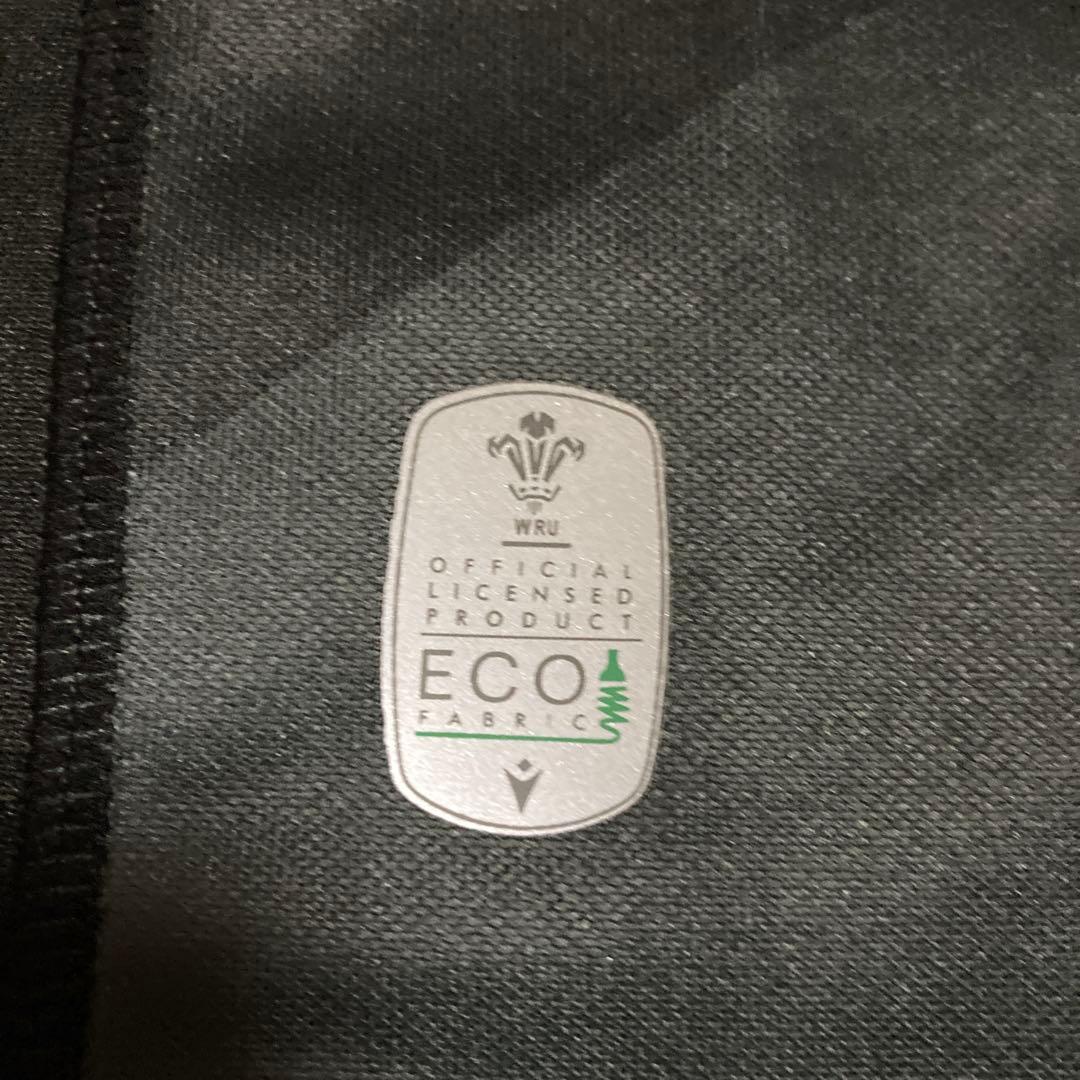 WRU
OFFICIAL
LICENSED
PRODUCT
ECO
FABRIC